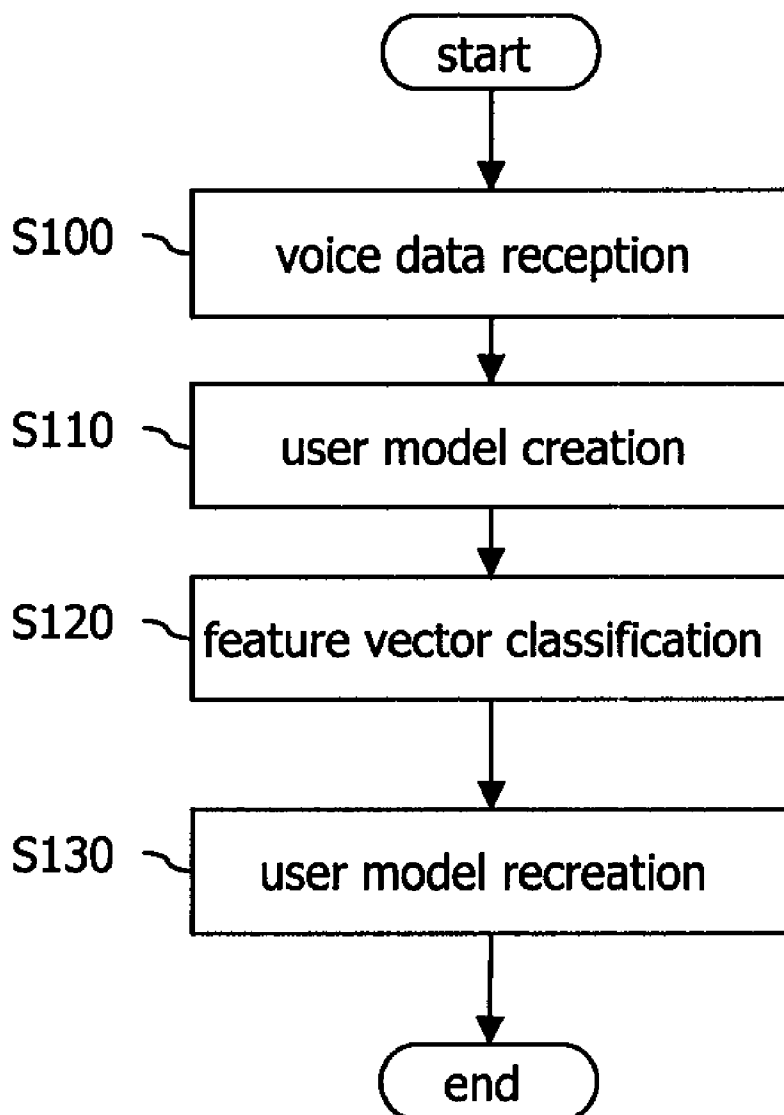 start
S100
voice data reception
S110
user model creation
S120
feature vector classification
S130
user model recreation
end